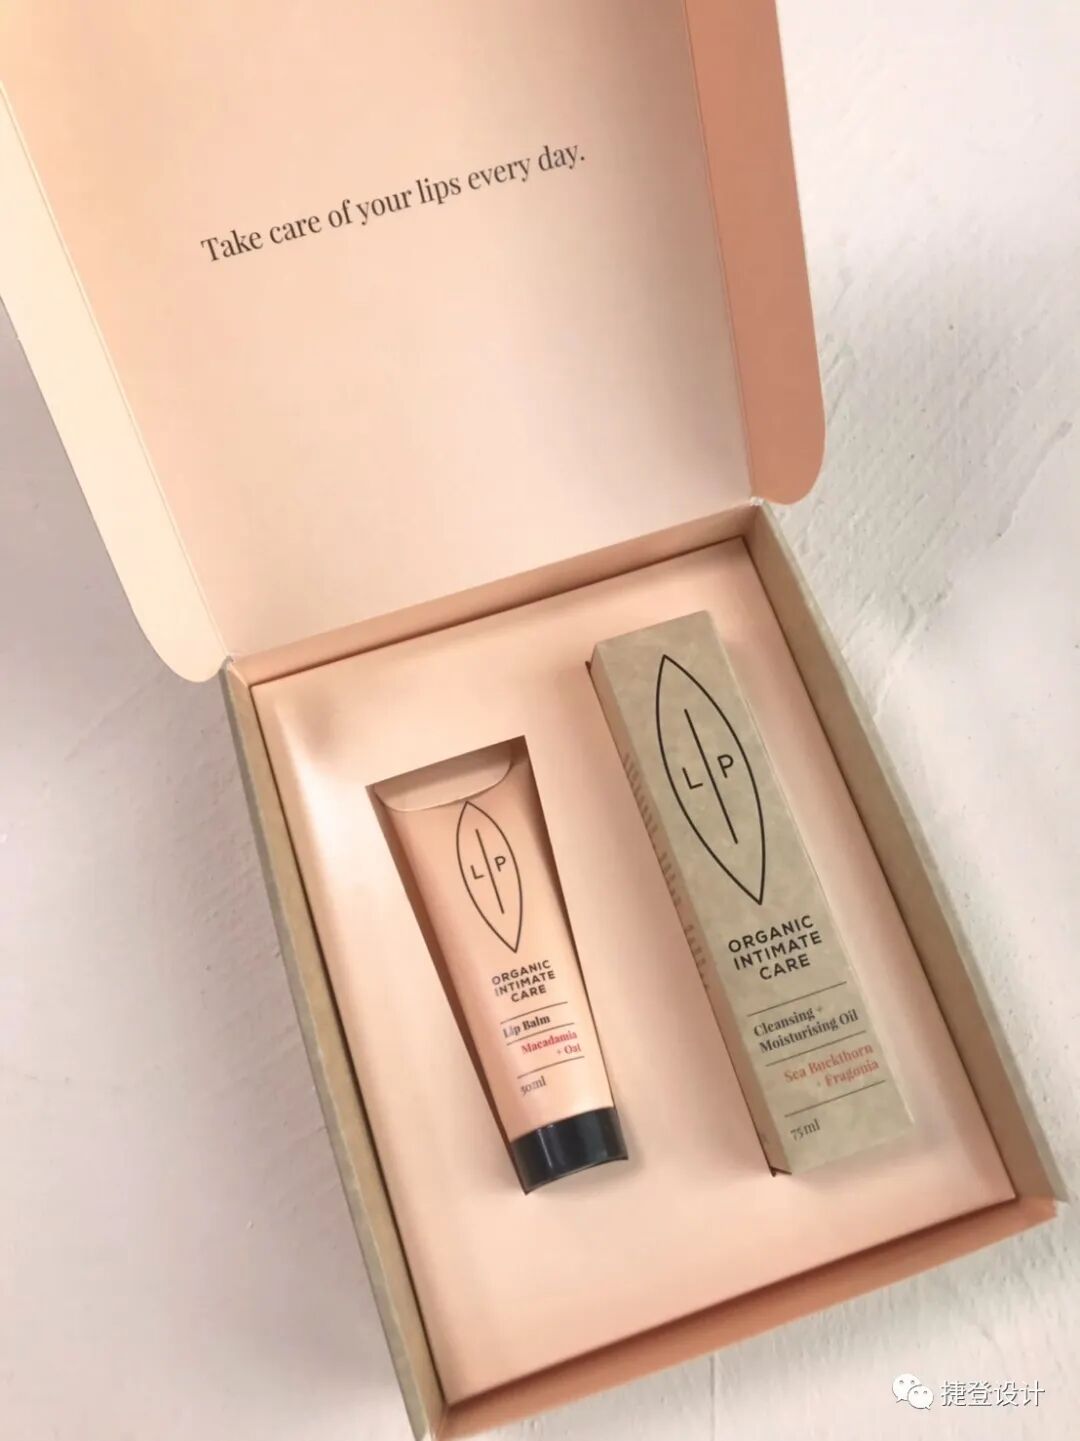 Take care of your lips every day.
L P
ORGANIC
INTIMATE
CARE
Lip Balm
Macadamia
+ Oat
30ml
L P
ORGANIC
INTIMATE
CARE
Cleansing +
Moisturising Oil
Sea Buckthorn
+ Fragonia
75ml
捷登设计